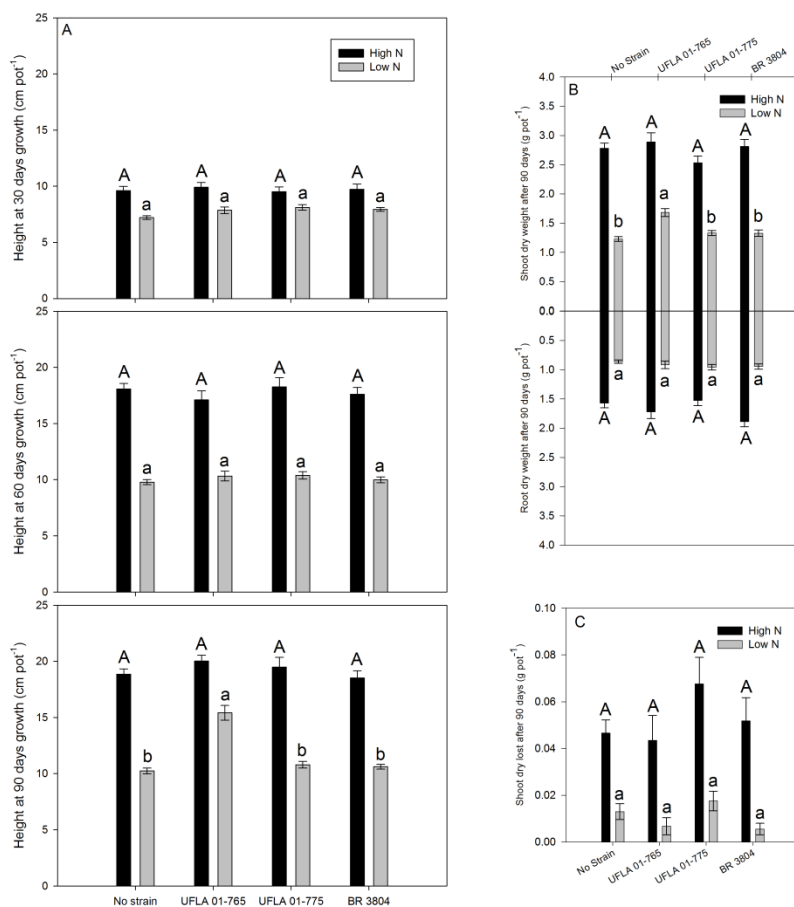 A
High N
Low N
25
20
15
10
5
0
Height at 30 days growth (cm pot⁻¹)
A a A a A a A a
25
20
15
10
5
0
Height at 60 days growth (cm pot⁻¹)
A a A a A a A a
25
20
15
10
5
0
Height at 90 days growth (cm pot⁻¹)
A b A a A b A b
No strain UFLA 01-765 UFLA 01-775 BR 3804
No Strain UFLA 01-765 UFLA 01-775 BR 3804
B
High N
Low N
4.0
3.5
3.0
2.5
2.0
1.5
1.0
0.5
0.0
Shoot dry weight after 90 days (g pot⁻¹)
A b A a A b A b
0.0
0.5
1.0
1.5
2.0
2.5
3.0
3.5
4.0
Root dry weight after 90 days (g pot⁻¹)
A a A a A a A a
C
High N
Low N
0.10
0.08
0.06
0.04
0.02
0.00
Shoot dry lost after 90 days (g pot⁻¹)
A a A a A a A a
No Strain UFLA 01-765 UFLA 01-775 BR 3804